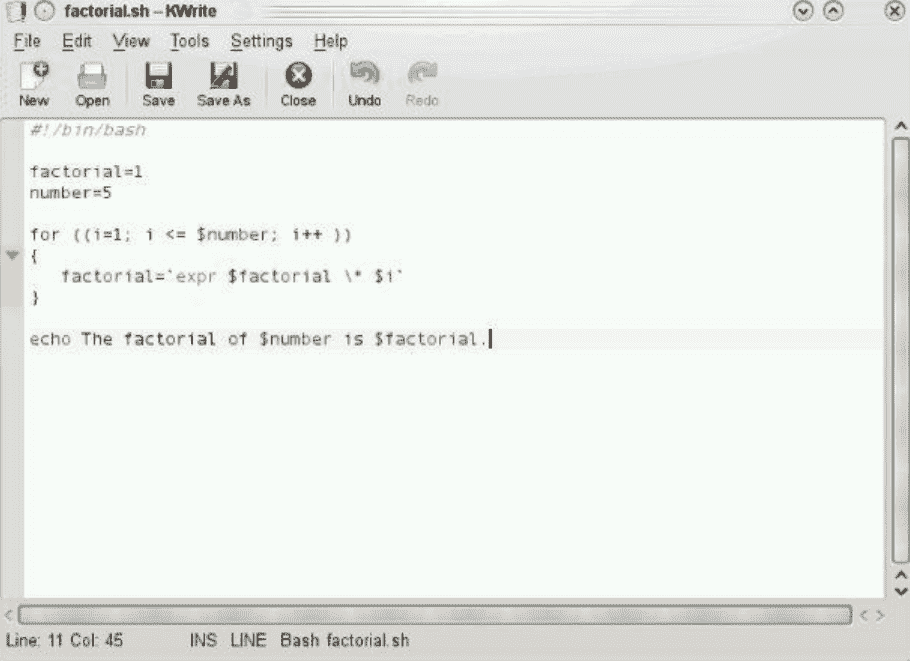 factorial.sh – KWrite
File Edit View Tools Settings Help
New Open Save Save As Close Undo Redo
#!/bin/bash
factorial=1
number=5
for ((i=1; i <= $number; i++ ))
{
factorial=`expr $factorial \* $i`
}
echo The factorial of $number is $factorial.
Line: 11 Col: 45 INS LINE Bash factorial.sh